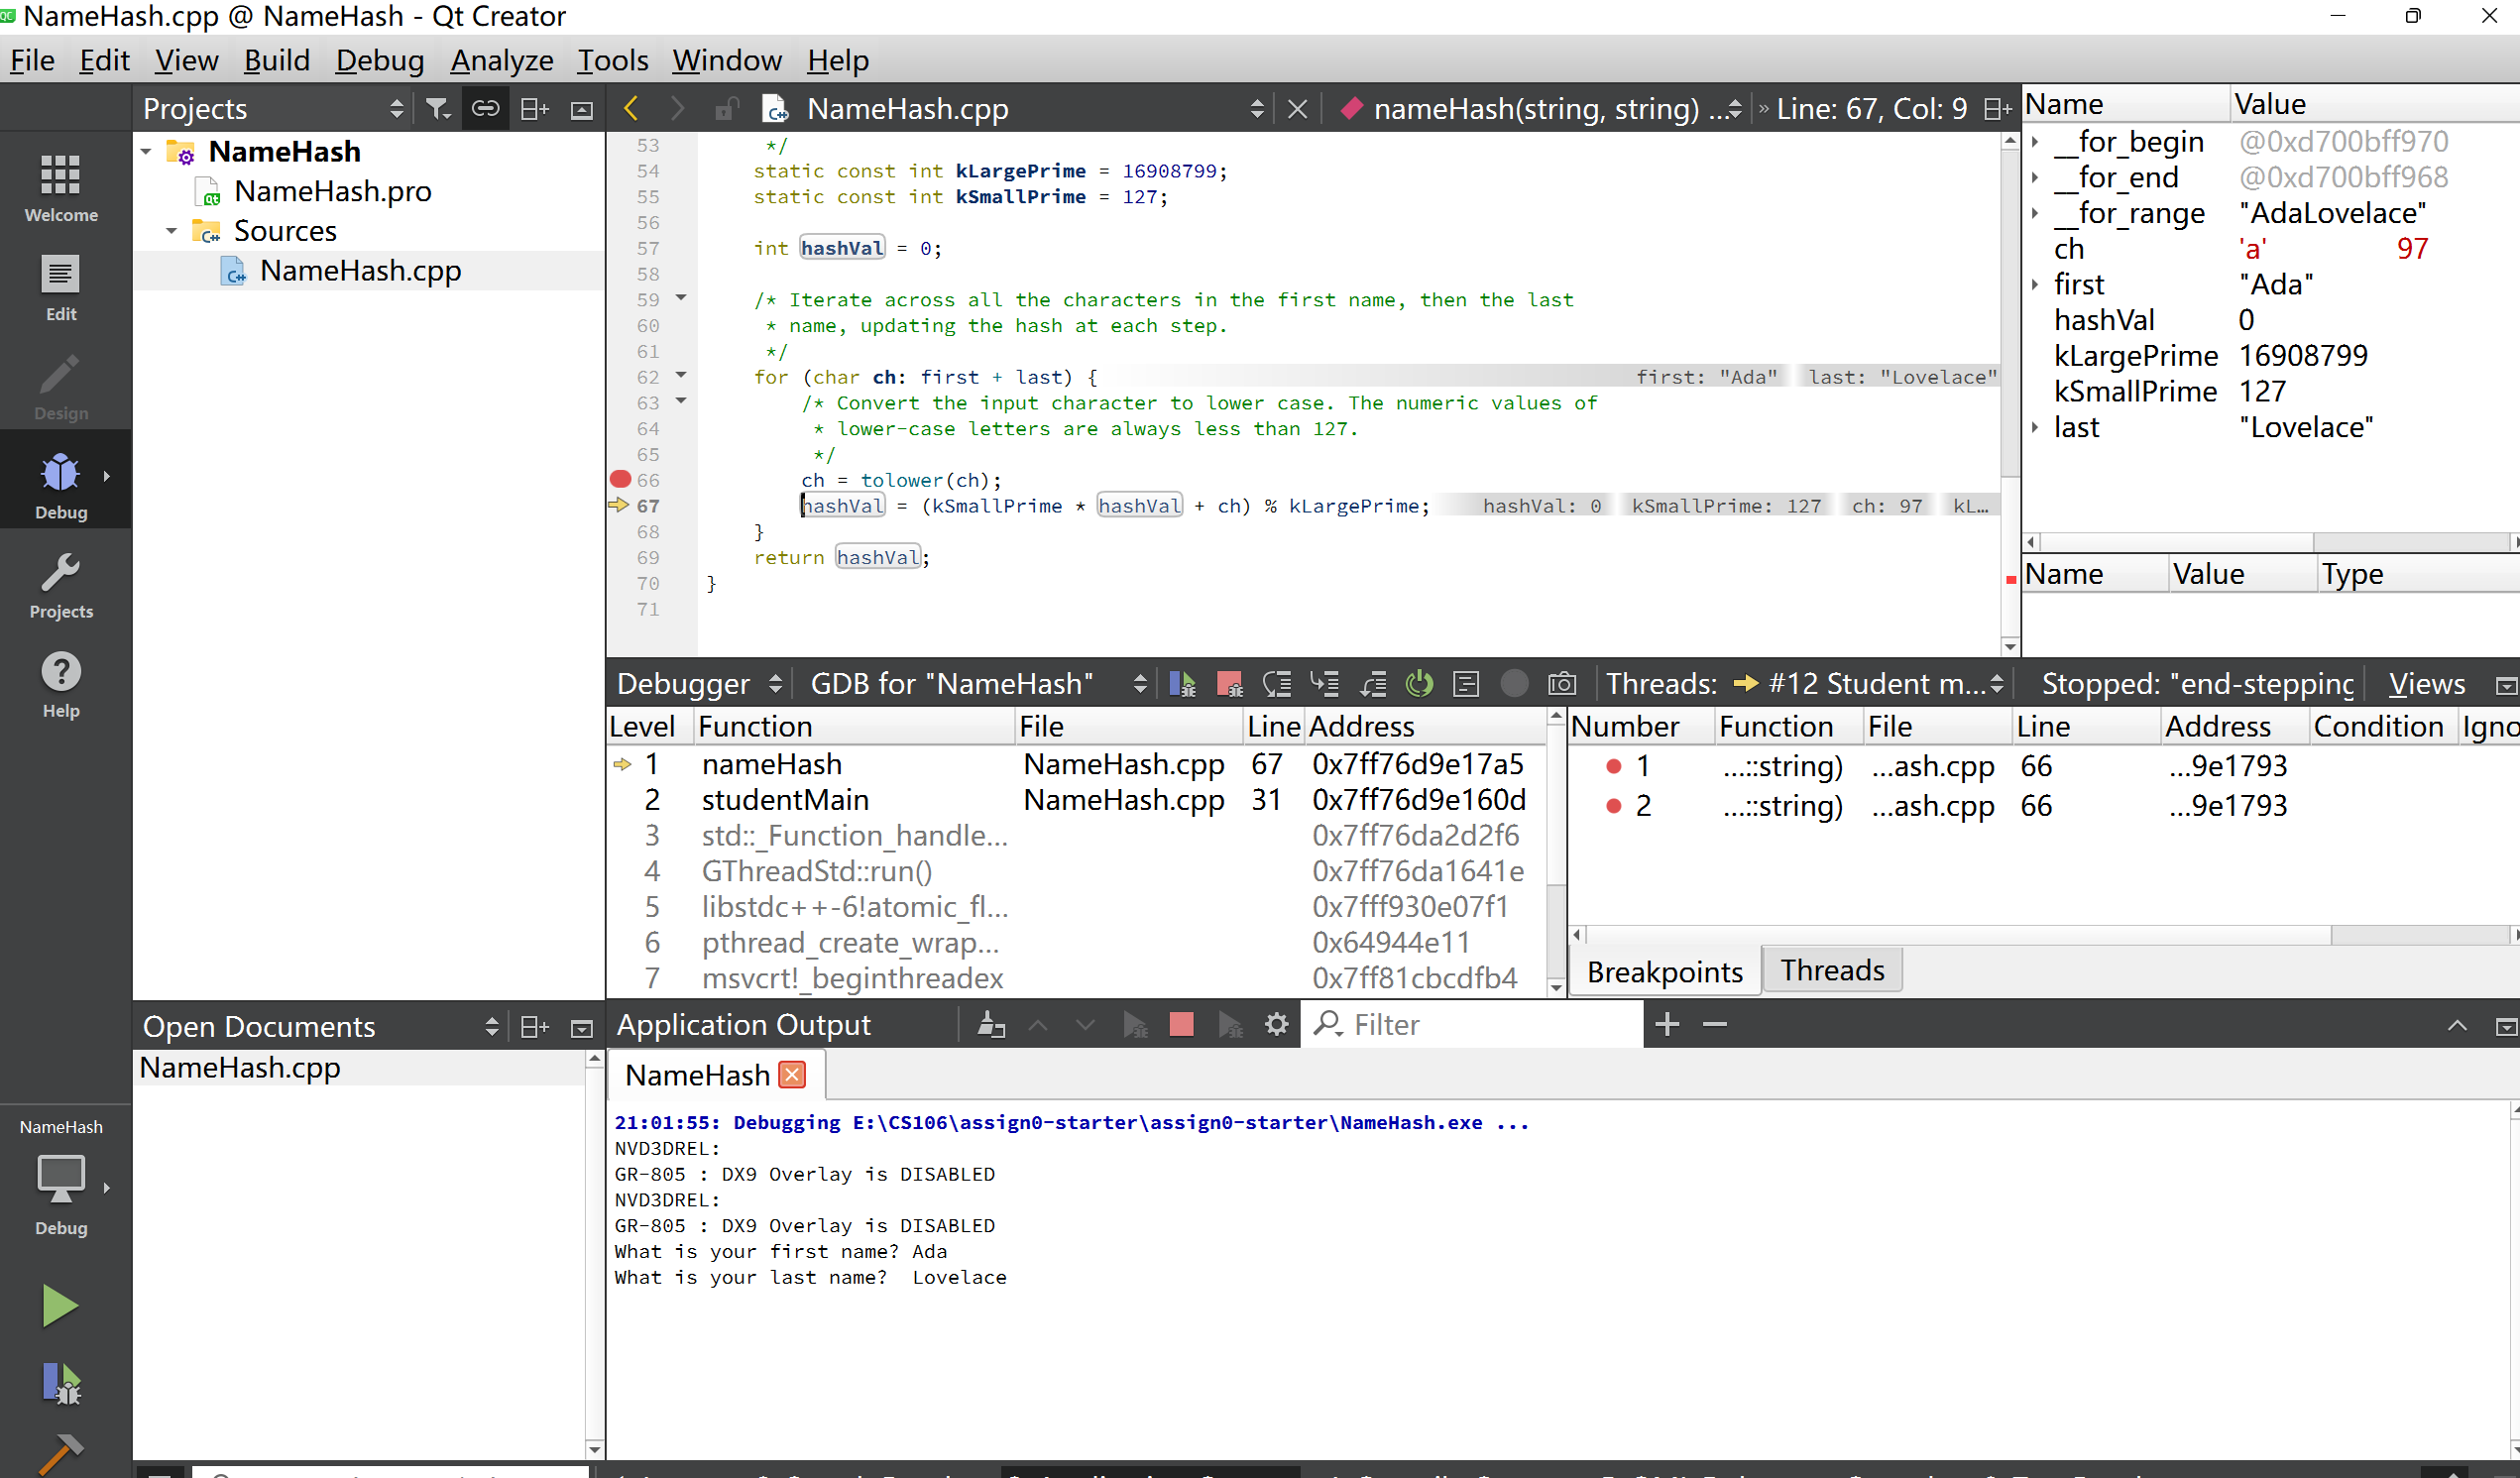 NameHash.cpp @ NameHash - Qt Creator
File Edit View Build Debug Analyze Tools Window Help
Welcome
Edit
Design
Debug
Projects
Help
NameHash
Debug
Projects
NameHash
NameHash.pro
Sources
NameHash.cpp
Open Documents
NameHash.cpp
NameHash.cpp nameHash(string, string) ... » Line: 67, Col: 9
53 */
54 static const int kLargePrime = 16908799;
55 static const int kSmallPrime = 127;
56
57 int hashVal = 0;
58
59 /* Iterate across all the characters in the first name, then the last
60 * name, updating the hash at each step.
61 */
62 for (char ch: first + last) { first: "Ada" last: "Lovelace"
63 /* Convert the input character to lower case. The numeric values of
64 * lower-case letters are always less than 127.
65 */
66 ch = tolower(ch);
67 hashVal = (kSmallPrime * hashVal + ch) % kLargePrime; hashVal: 0 kSmallPrime: 127 ch: 97 kL…
68 }
69 return hashVal;
70 }
71
Name Value
__for_begin @0xd700bff970
__for_end @0xd700bff968
__for_range "AdaLovelace"
ch 'a' 97
first "Ada"
hashVal 0
kLargePrime 16908799
kSmallPrime 127
last "Lovelace"
Name Value Type
Debugger GDB for "NameHash" Threads: #12 Student m... Stopped: "end-stepping Views
Level Function File Line Address
1 nameHash NameHash.cpp 67 0x7ff76d9e17a5
2 studentMain NameHash.cpp 31 0x7ff76d9e160d
3 std::_Function_handle... 0x7ff76da2d2f6
4 GThreadStd::run() 0x7ff76da1641e
5 libstdc++-6!atomic_fl... 0x7fff930e07f1
6 pthread_create_wrap... 0x64944e11
7 msvcrt!_beginthreadex 0x7ff81cbcdfb4
Number Function File Line Address Condition Igno
1 ...::string) ...ash.cpp 66 ...9e1793
2 ...::string) ...ash.cpp 66 ...9e1793
Breakpoints Threads
Application Output Filter
NameHash
21:01:55: Debugging E:\CS106\assign0-starter\assign0-starter\NameHash.exe ...
NVD3DREL:
GR-805 : DX9 Overlay is DISABLED
NVD3DREL:
GR-805 : DX9 Overlay is DISABLED
What is your first name? Ada
What is your last name? Lovelace